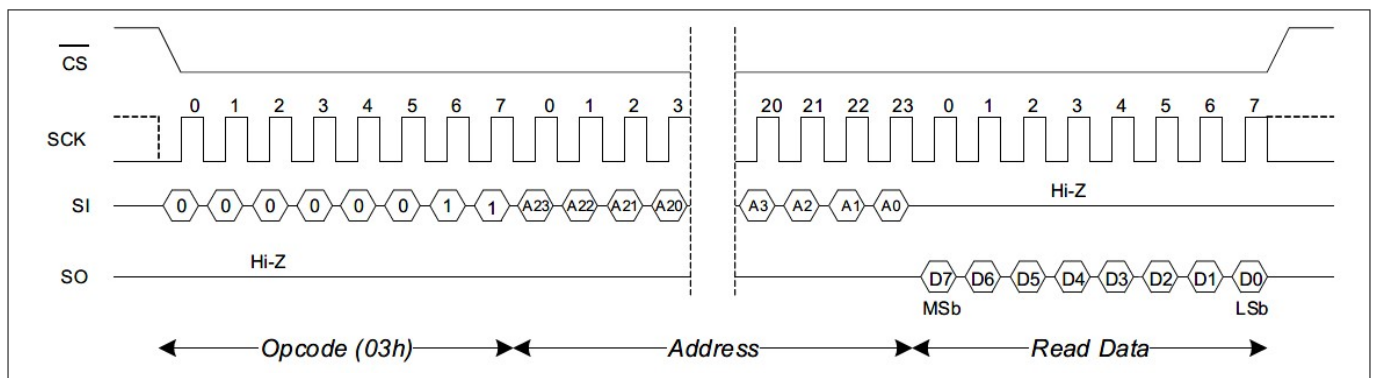 CS
0 1 2 3 4 5 6 7 0 1 2 3 20 21 22 23 0 1 2 3 4 5 6 7
SCK
Hi-Z
SI 0 0 0 0 0 0 1 1 A23 A22 A21 A20 A3 A2 A1 A0
Hi-Z
SO D7 D6 D5 D4 D3 D2 D1 D0
MSb LSb
Opcode (03h) Address Read Data